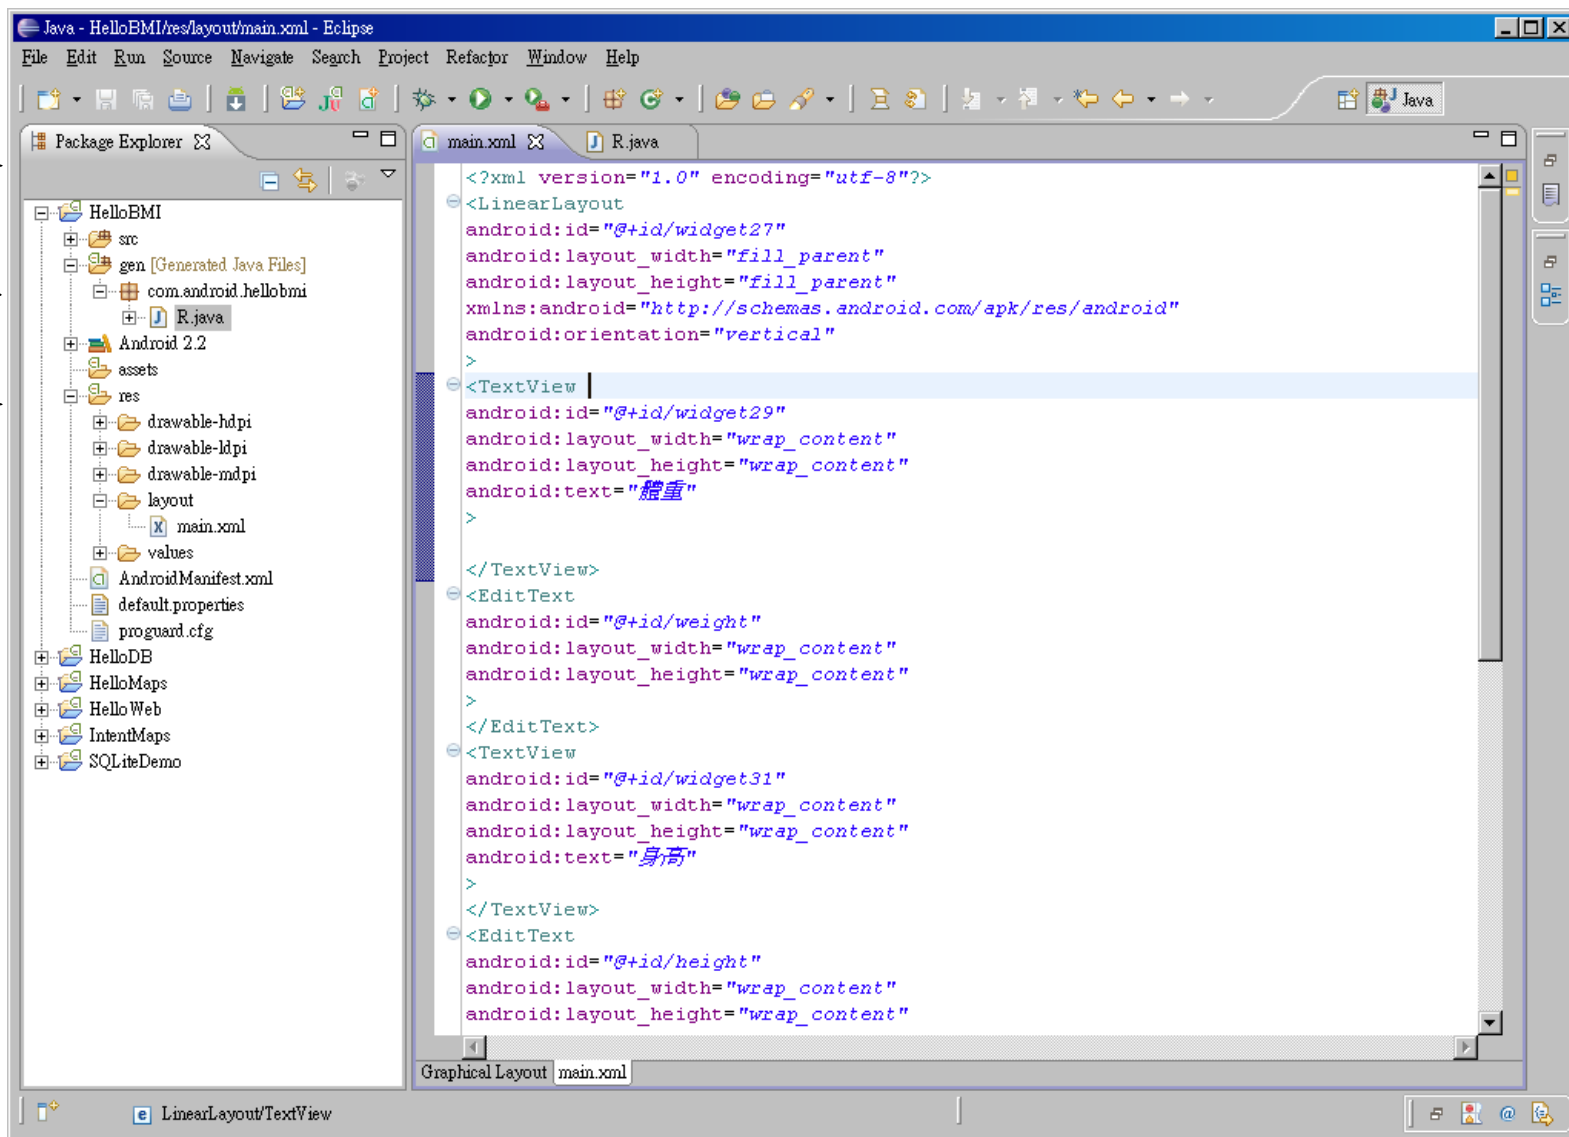 Java - HelloBMI/res/layout/main.xml - Eclipse
File Edit Run Source Navigate Search Project Refactor Window Help
Java
Package Explorer
main.xml
R.java
HelloBMI
src
gen [Generated Java Files]
com.android.hellobmi
R.java
Android 2.2
assets
res
drawable-hdpi
drawable-ldpi
drawable-mdpi
layout
main.xml
values
AndroidManifest.xml
default.properties
proguard.cfg
HelloDB
HelloMaps
HelloWeb
IntentMaps
SQLiteDemo
<?xml version="1.0" encoding="utf-8"?>
<LinearLayout
android:id="@+id/widget27"
android:layout_width="fill_parent"
android:layout_height="fill_parent"
xmlns:android="http://schemas.android.com/apk/res/android"
android:orientation="vertical"
>
<TextView
android:id="@+id/widget29"
android:layout_width="wrap_content"
android:layout_height="wrap_content"
android:text="體重"
>
</TextView>
<EditText
android:id="@+id/weight"
android:layout_width="wrap_content"
android:layout_height="wrap_content"
>
</EditText>
<TextView
android:id="@+id/widget31"
android:layout_width="wrap_content"
android:layout_height="wrap_content"
android:text="身高"
>
</TextView>
<EditText
android:id="@+id/height"
android:layout_width="wrap_content"
android:layout_height="wrap_content"
Graphical Layout main.xml
LinearLayout/TextView